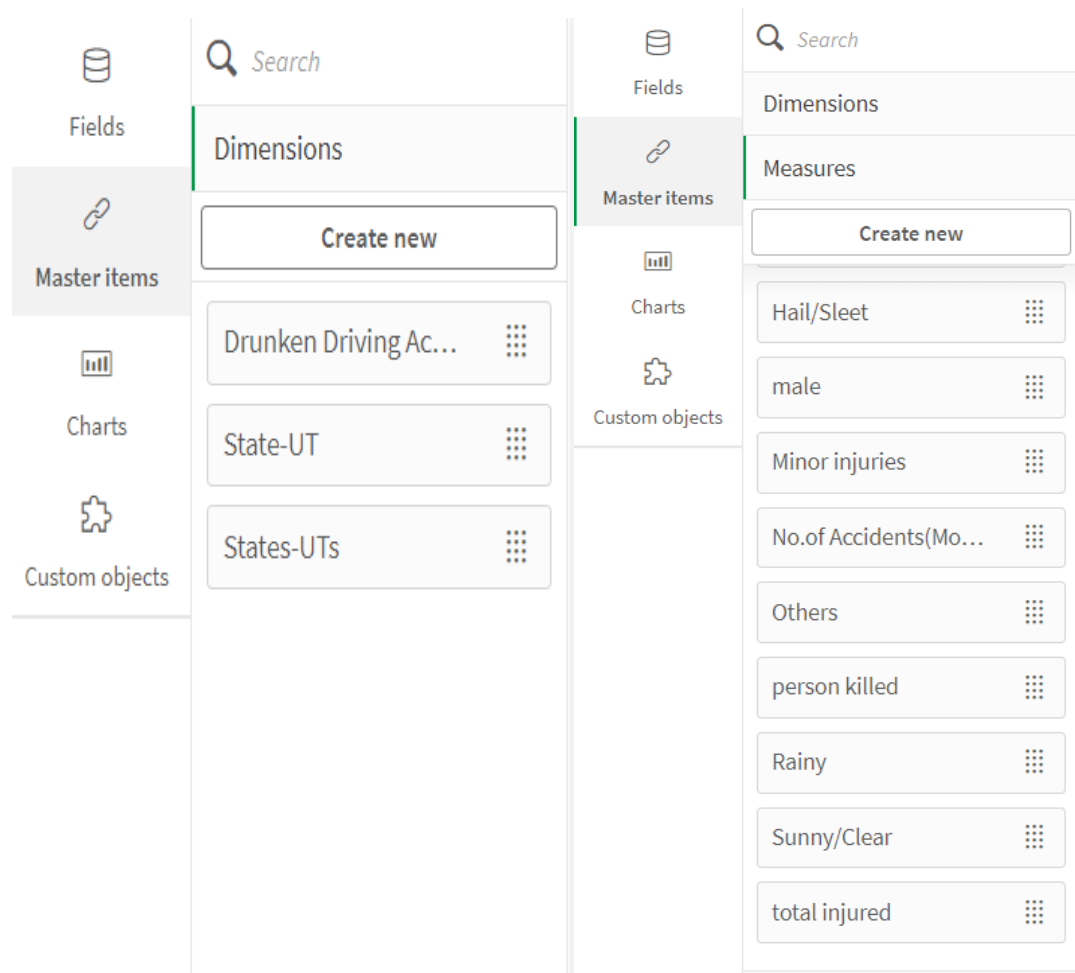 Fields
Master items
Charts
Custom objects
Search
Dimensions
Create new
Drunken Driving Ac...
State-UT
States-UTs
Fields
Master items
Charts
Custom objects
Search
Dimensions
Measures
Create new
Hail/Sleet
male
Minor injuries
No.of Accidents(Mo...
Others
person killed
Rainy
Sunny/Clear
total injured